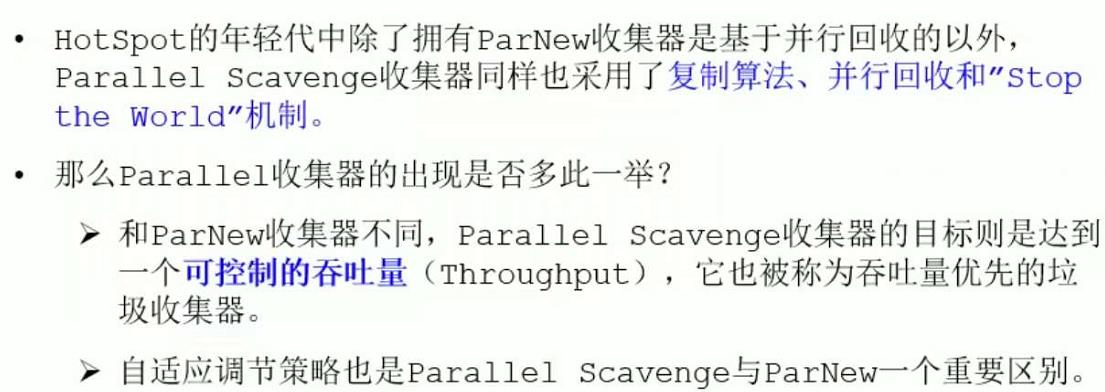 • HotSpot的年轻代中除了拥有ParNew收集器是基于并行回收的以外，
Parallel Scavenge收集器同样也采用了复制算法、并行回收和"Stop
the World"机制。
• 那么Parallel收集器的出现是否多此一举？
➢ 和ParNew收集器不同，Parallel Scavenge收集器的目标则是达到
一个可控制的吞吐量（Throughput），它也被称为吞吐量优先的垃
圾收集器。
➢ 自适应调节策略也是Parallel Scavenge与ParNew一个重要区别。